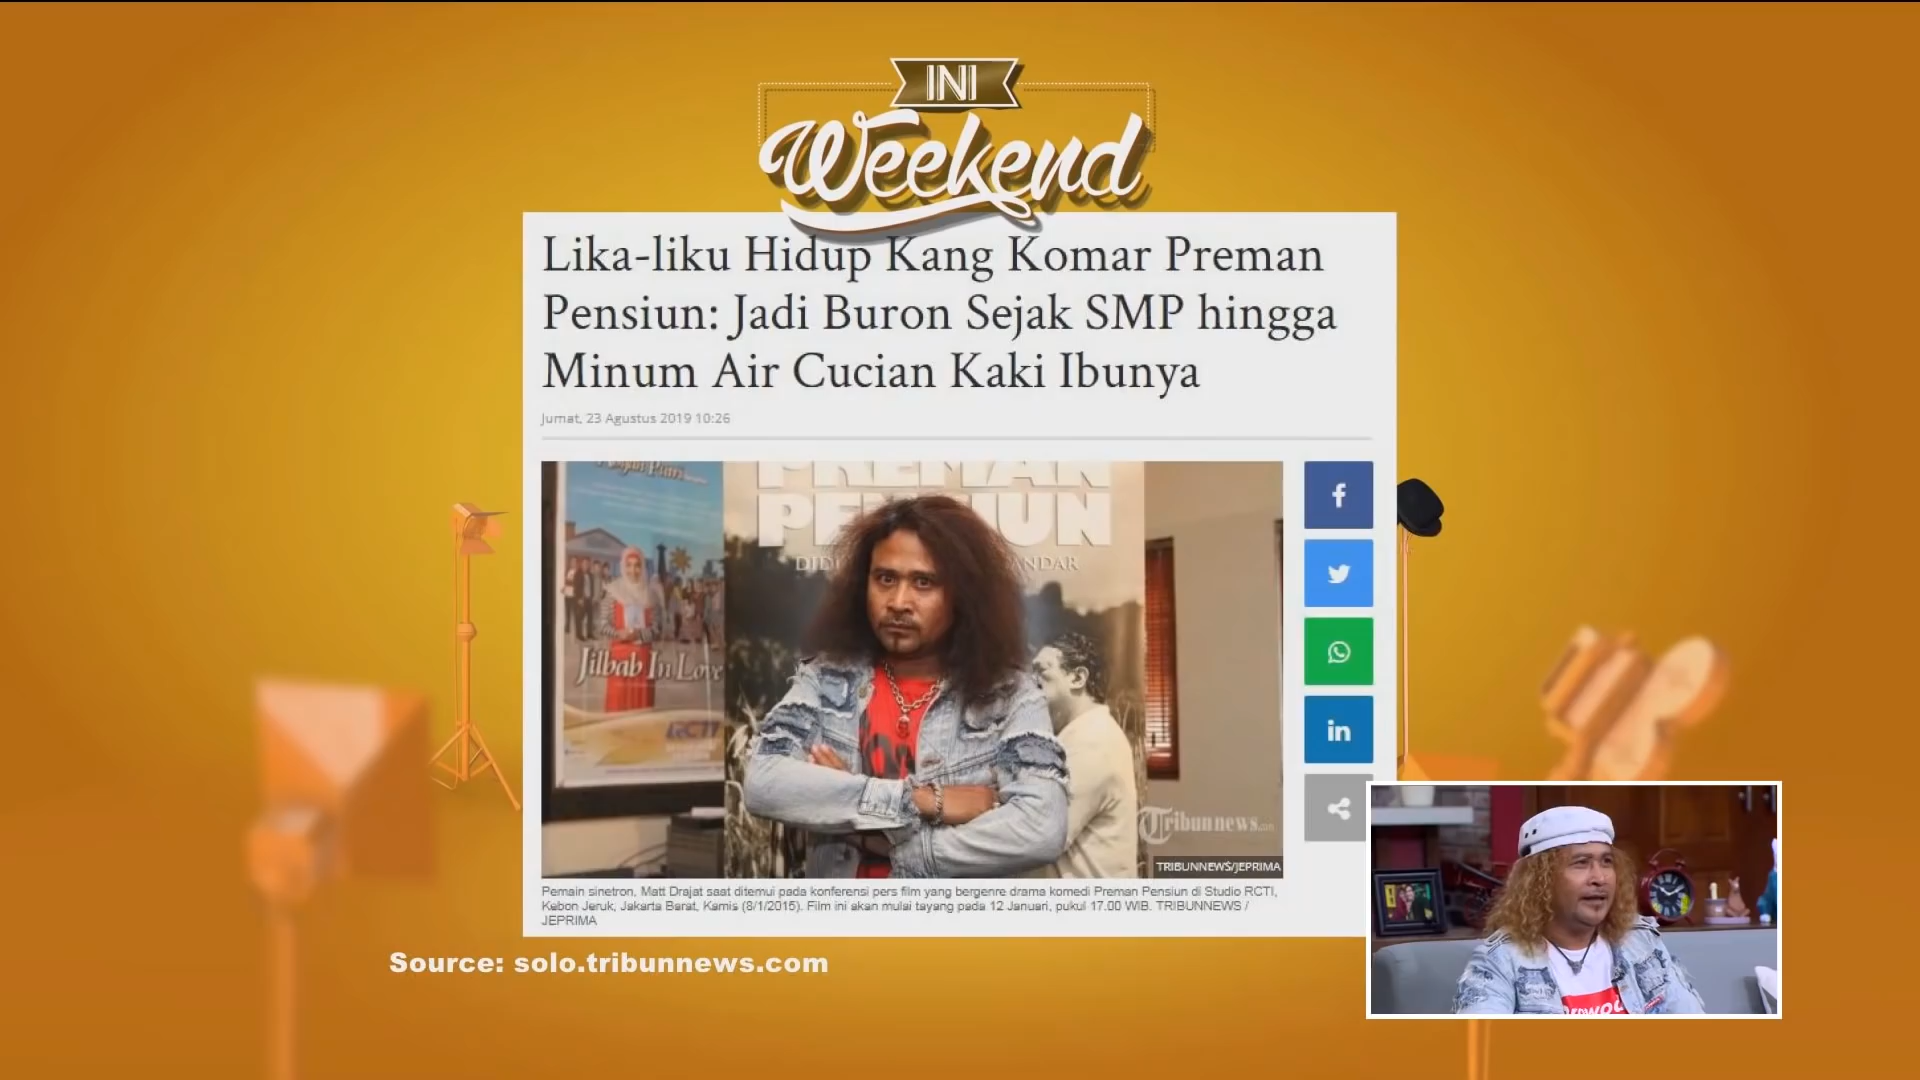 INI
Weekend
Lika-liku Hidup Kang Komar Preman
Pensiun: Jadi Buron Sejak SMP hingga
Minum Air Cucian Kaki Ibunya
Jumat, 23 Agustus 2019 10:26
PREMAN
PENSIUN
Jilbab In Love
RCTI
Tribunnews.com
TRIBUNNEWS/JEPRIMA
Pemain sinetron, Matt Drajat saat ditemui pada konferensi pers film yang bergenre drama komedi Preman Pensiun di Studio RCTI,
Kebon Jeruk, Jakarta Barat, Kamis (8/1/2015). Film ini akan mulai tayang pada 12 Januari, pukul 17.00 WIB. TRIBUNNEWS /
JEPRIMA
Source: solo.tribunnews.com